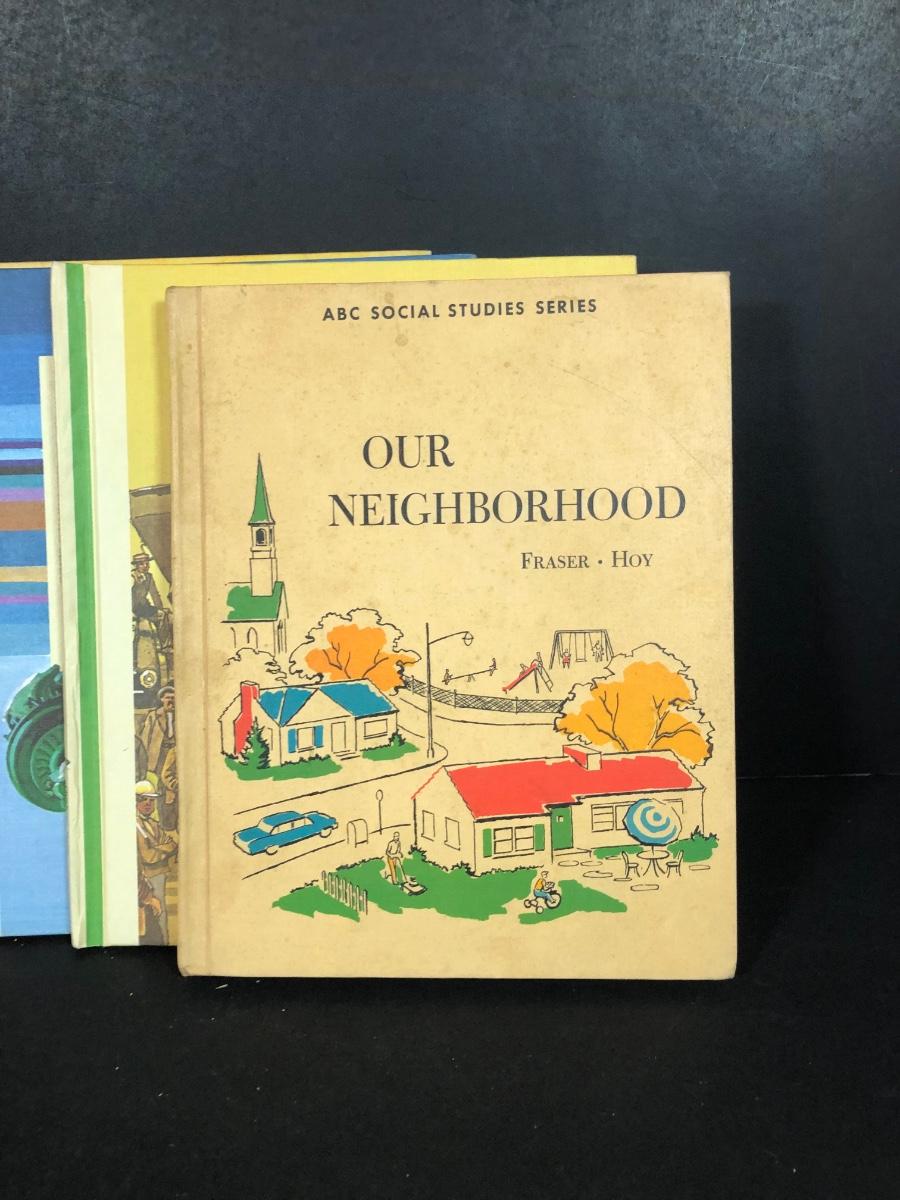 ABC SOCIAL STUDIES SERIES
OUR
NEIGHBORHOOD
FRASER • HOY